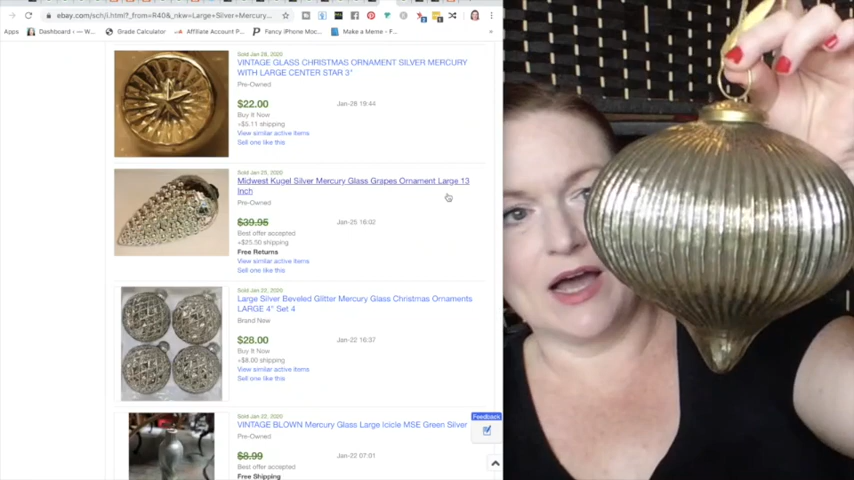 ebay.com/sch/i.html?_from=R40&_nkw=Large+Silver+Mercury...
Apps
Dashboard : — W...
Grade Calculator
Affiliate Account P...
Fancy iPhone Moc...
Make a Meme - F...
Sold Jan 28, 2020
VINTAGE GLASS CHRISTMAS ORNAMENT SILVER MERCURY
WITH LARGE CENTER STAR 3"
Pre-Owned
$22.00
Jan-28 19:44
Buy It Now
+$5.11 shipping
View similar active items
Sell one like this
Sold Jan 25, 2020
Midwest Kugel Silver Mercury Glass Grapes Ornament Large 13
Inch
Pre-Owned
$39.95
Jan-25 16:02
Best offer accepted
+$25.50 shipping
Free Returns
View similar active items
Sell one like this
Sold Jan 22, 2020
Large Silver Beveled Glitter Mercury Glass Christmas Ornaments
LARGE 4" Set 4
Brand New
$28.00
Jan-22 16:37
Buy It Now
+$8.00 shipping
View similar active items
Sell one like this
Sold Jan 22, 2020
VINTAGE BLOWN Mercury Glass Large Icicle MSE Green Silver
Pre-Owned
$8.99
Jan-22 07:01
Best offer accepted
Free Shipping
Feedback